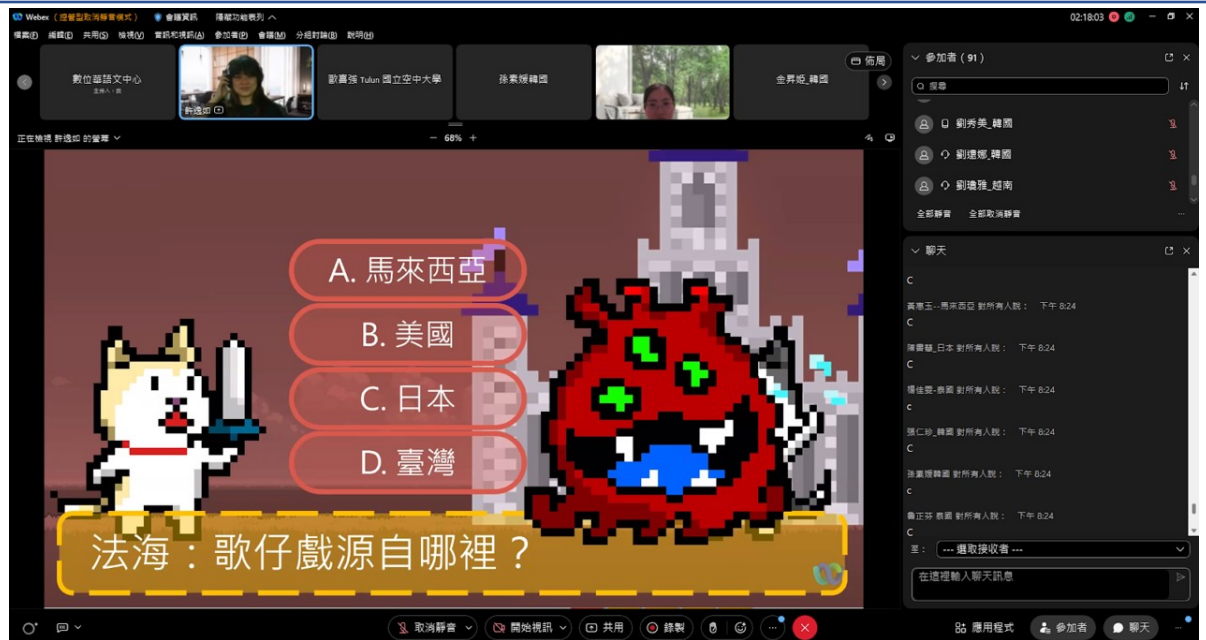 Webex（控管型取消靜音模式） 會議資訊 隱藏功能表列 02:18:03
檔案(F) 編輯(E) 共用(S) 檢視(V) 音訊和視訊(A) 參加者(P) 會議(M) 分組討論(B) 說明(H)
數位華語文中心
主持人，我
許逸如
歐喜強 Tulun 國立空中大學
孫素媛韓國
金昇姬_韓國
佈局
正在檢視 許逸如 的螢幕
68%
A. 馬來西亞
B. 美國
C. 日本
D. 臺灣
法海：歌仔戲源自哪裡？
參加者 (91)
搜尋
劉秀美_韓國
劉遠娜_韓國
劉瓊雅_越南
全部靜音 全部取消靜音
聊天
C
黃惠玉--馬來西亞 對所有人說： 下午 8:24
C
日本 對所有人說： 下午 8:24
C
楊佳雯-泰國 對所有人說： 下午 8:24
c
張仁珍_韓國 對所有人說： 下午 8:24
C
孫素媛韓國 對所有人說： 下午 8:24
c
魯正芬 泰國 對所有人說： 下午 8:24
C
至： --- 選取接收者 ---
在這裡輸入聊天訊息
取消靜音 開始視訊 共用 錄製 應用程式 參加者 聊天